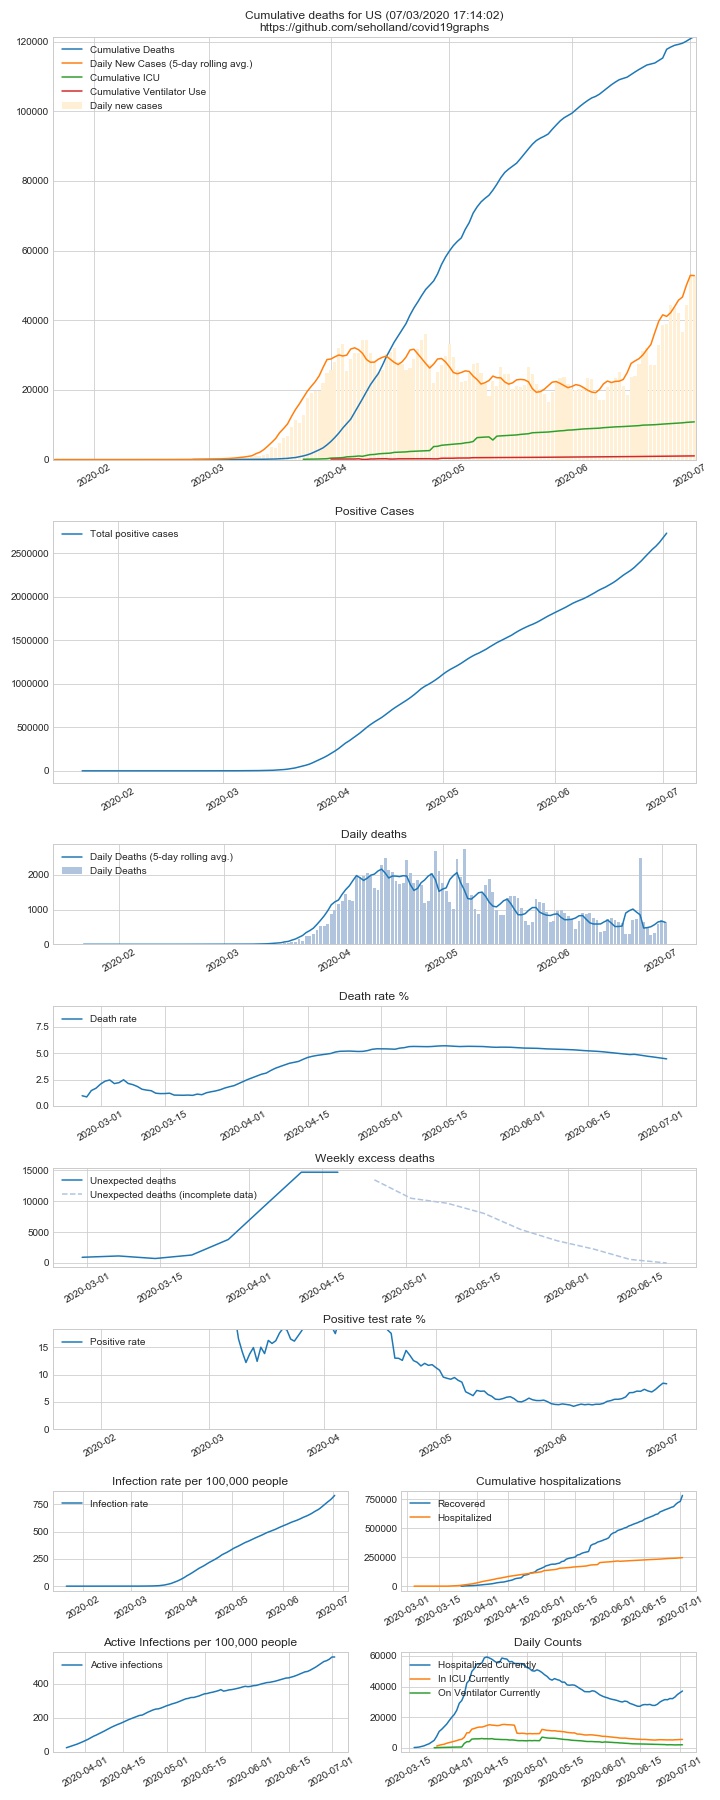 Cumulative deaths for US (07/03/2020 17:14:02)
https://github.com/seholland/covid19graphs
Cumulative Deaths
Daily New Cases (5-day rolling avg.)
Cumulative ICU
Cumulative Ventilator Use
Daily new cases
120000
100000
80000
60000
40000
20000
0
2020-02 2020-03 2020-04 2020-05 2020-06 2020-07
Positive Cases
Total positive cases
2500000
2000000
1500000
1000000
500000
0
2020-02 2020-03 2020-04 2020-05 2020-06 2020-07
Daily deaths
Daily Deaths (5-day rolling avg.)
Daily Deaths
2000
1000
0
2020-02 2020-03 2020-04 2020-05 2020-06 2020-07
Death rate %
Death rate
7.5
5.0
2.5
0.0
2020-03-01 2020-03-15 2020-04-01 2020-04-15 2020-05-01 2020-05-15 2020-06-01 2020-06-15 2020-07-01
Weekly excess deaths
Unexpected deaths
Unexpected deaths (incomplete data)
15000
10000
5000
0
2020-03-01 2020-03-15 2020-04-01 2020-04-15 2020-05-01 2020-05-15 2020-06-01 2020-06-15
Positive test rate %
Positive rate
15
10
5
0
2020-02 2020-03 2020-04 2020-05 2020-06 2020-07
Infection rate per 100,000 people
Infection rate
750
500
250
0
2020-02 2020-03 2020-04 2020-05 2020-06 2020-07
Cumulative hospitalizations
Recovered
Hospitalized
750000
500000
250000
0
2020-03-01 2020-03-15 2020-04-01 2020-04-15 2020-05-01 2020-05-15 2020-06-01 2020-06-15 2020-07-01
Active Infections per 100,000 people
Active infections
400
200
0
2020-04-01 2020-04-15 2020-05-01 2020-05-15 2020-06-01 2020-06-15 2020-07-01
Daily Counts
Hospitalized Currently
In ICU Currently
On Ventilator Currently
60000
40000
20000
0
2020-03-15 2020-04-01 2020-04-15 2020-05-01 2020-05-15 2020-06-01 2020-06-15 2020-07-01